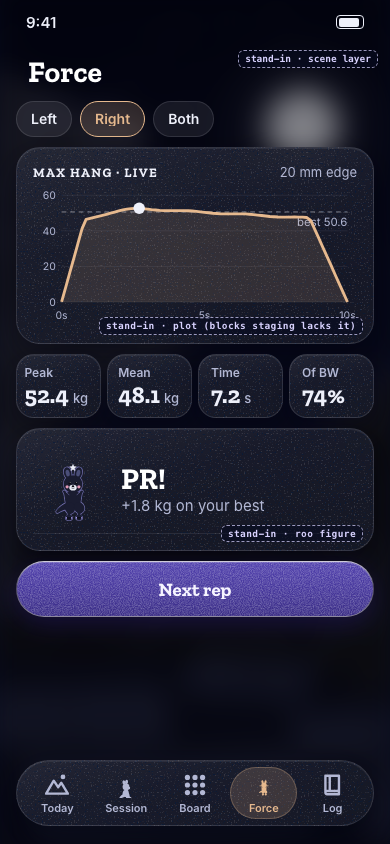 9:41
stand-in · scene layer
Force
Left Right Both
MAX HANG · LIVE 20 mm edge
60
best 50.6
40
20
0
0s 5s 10s
stand-in · plot (blocks staging lacks it)
Peak Mean Time Of BW
52.4 kg 48.1 kg 7.2 s 74%
PR!
+1.8 kg on your best
stand-in · roo figure
Next rep
Today Session Board Force Log